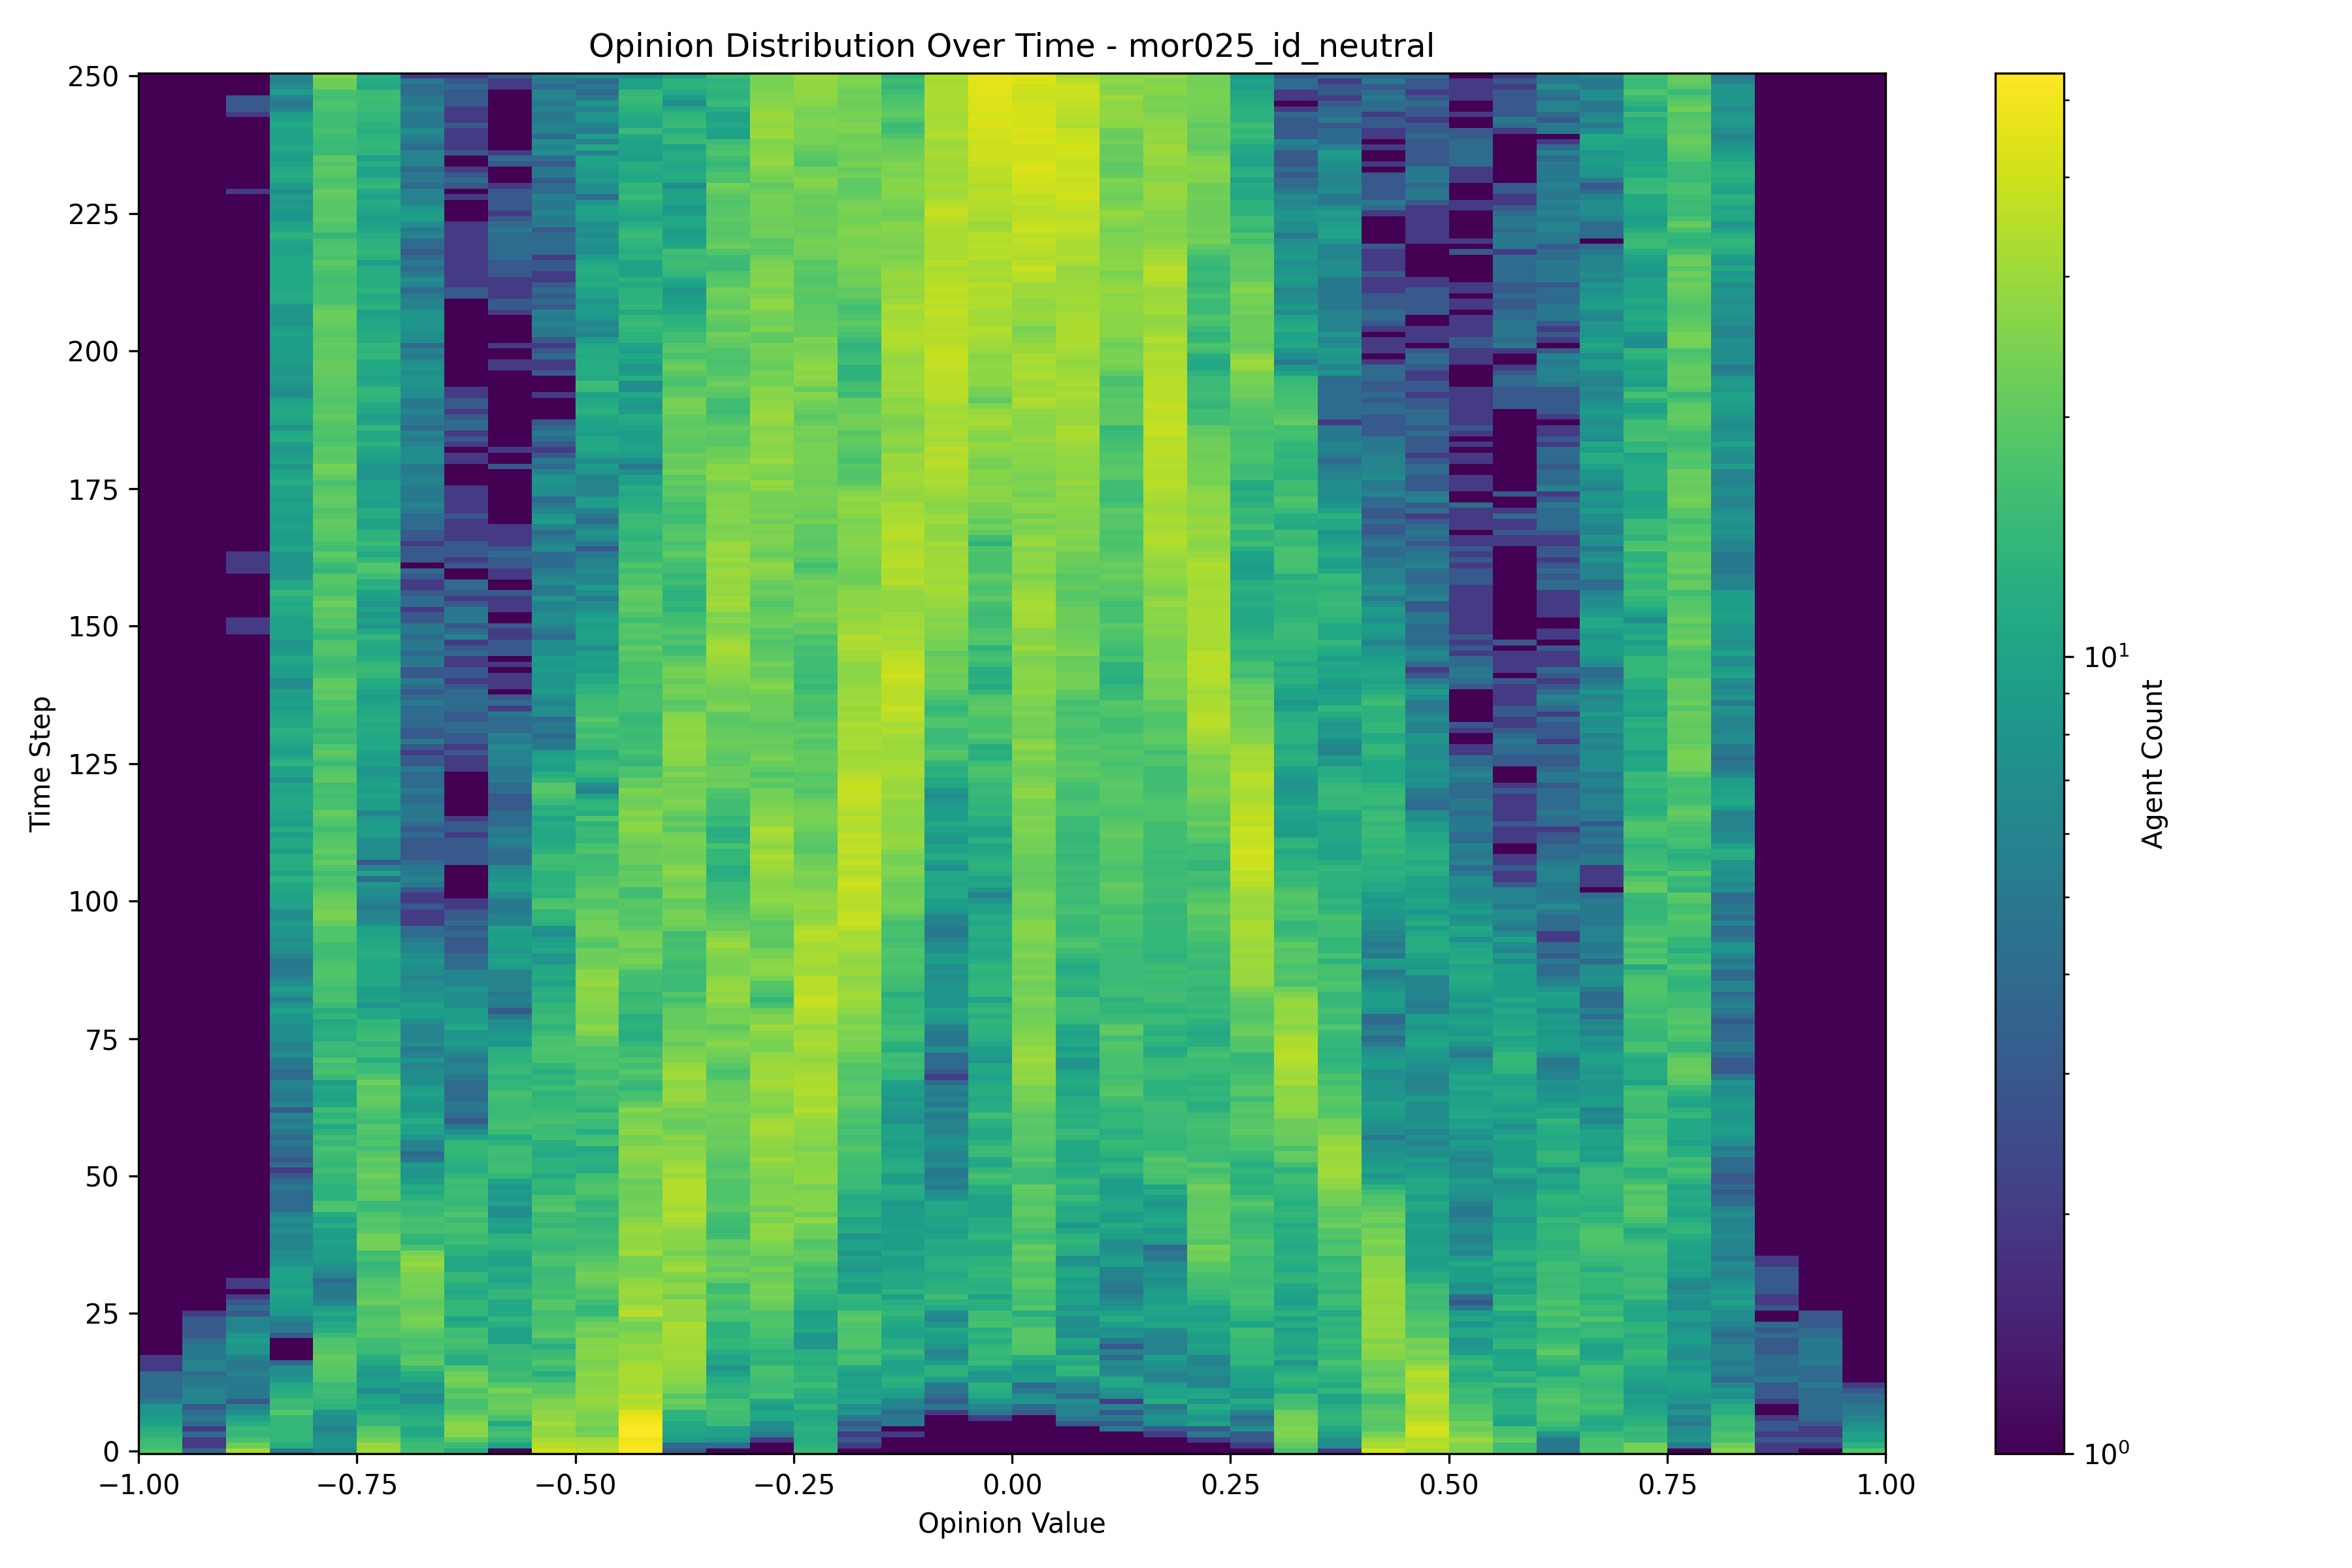 Opinion Distribution Over Time - mor025_id_neutral
250
225
200
175
150
125
100
75
50
25
0
Time Step
−1.00 −0.75 −0.50 −0.25 0.00 0.25 0.50 0.75 1.00
Opinion Value
10¹
10⁰
Agent Count